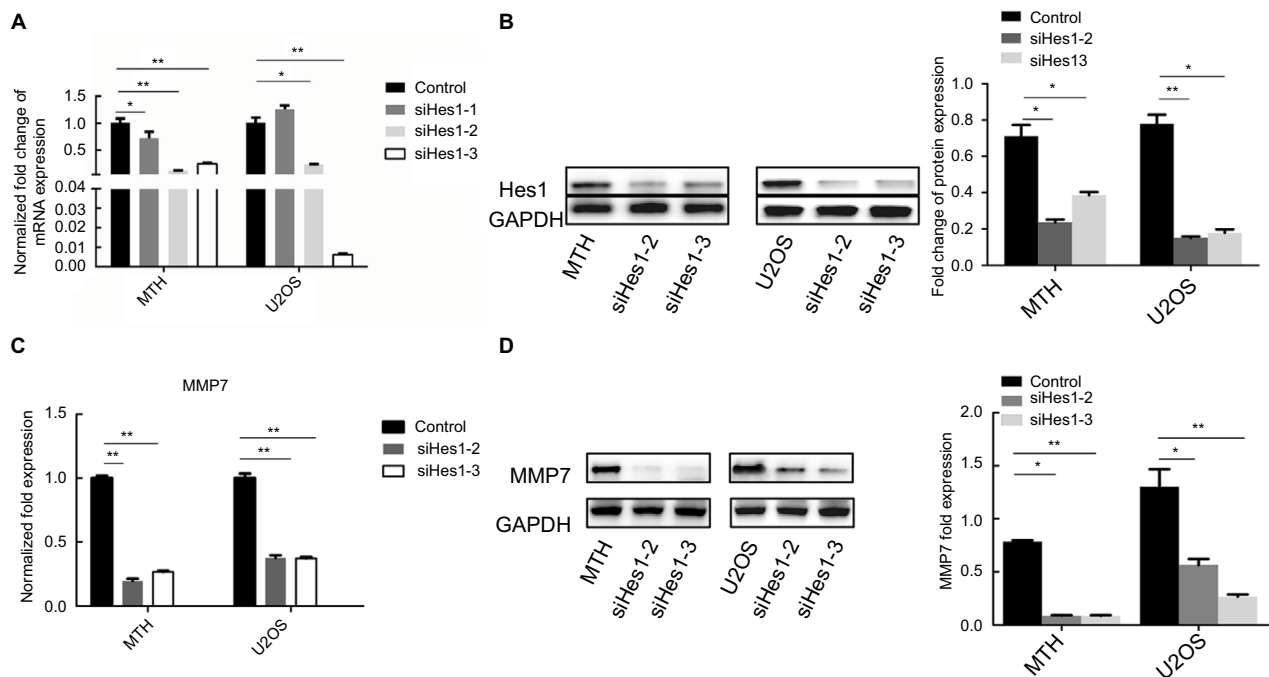 A
Normalized fold change of
mRNA expression
1.5
1.0
0.5
0.04
0.03
0.02
0.01
0.00
**
**
*
**
*
MTH
U2OS
Control
siHes1-1
siHes1-2
siHes1-3
B
Hes1
GAPDH
MTH
siHes1-2
siHes1-3
U2OS
siHes1-2
siHes1-3
Control
siHes1-2
siHes13
Fold change of protein expression
1.0
0.8
0.6
0.4
0.2
0.0
*
*
*
**
MTH
U2OS
C
MMP7
Normalized fold expression
1.5
1.0
0.5
0.0
**
**
**
**
MTH
U2OS
Control
siHes1-2
siHes1-3
D
MMP7
GAPDH
MTH
siHes1-2
siHes1-3
U2OS
siHes1-2
siHes1-3
Control
siHes1-2
siHes1-3
MMP7 fold expression
2.0
1.5
1.0
0.5
0.0
**
*
**
*
MTH
U2OS